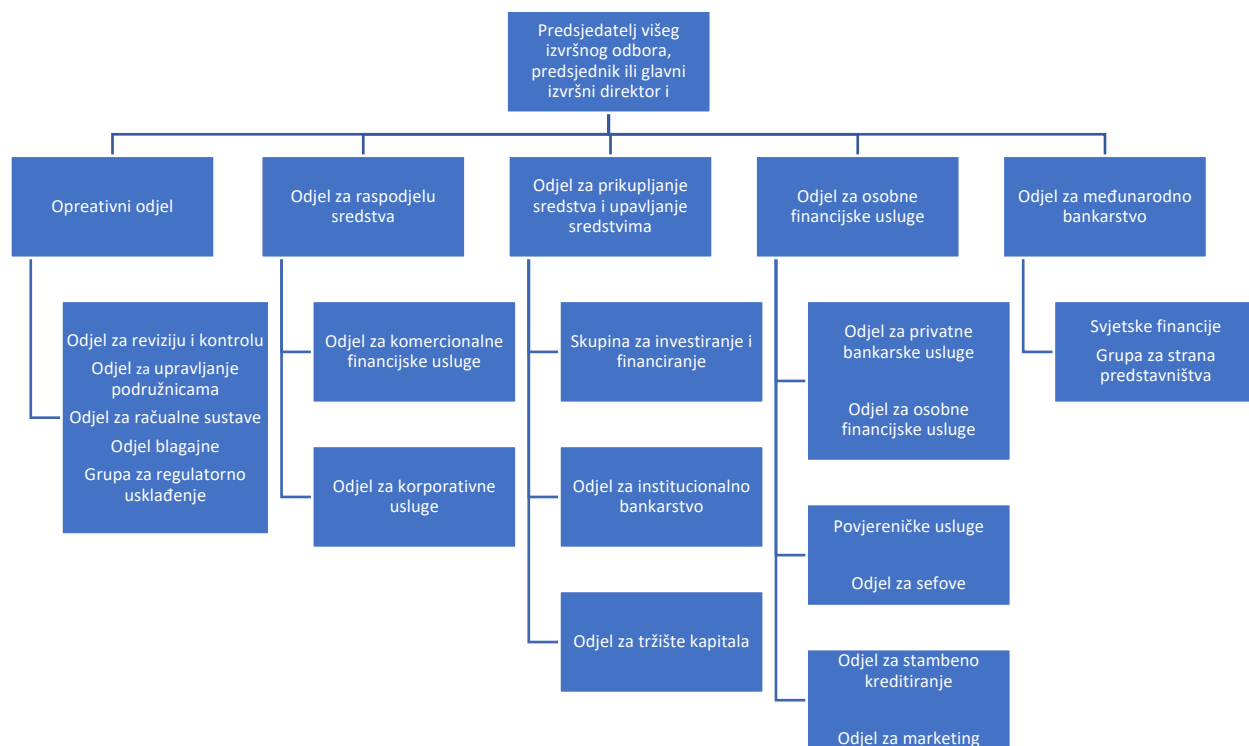 Predsjedatelj višeg
izvršnog odbora,
predsjednik ili glavni
izvršni direktor i
Opreativni odjel
Odjel za raspodjelu
sredstva
Odjel za prikupljanje
sredstva i upavljanje
sredstvima
Odjel za osobne
financijske usluge
Odjel za međunarodno
bankarstvo
Odjel za reviziju i kontrolu
Odjel za upravljanje
podružnicama
Odjel za račualne sustave
Odjel blagajne
Grupa za regulatorno
usklađenje
Odjel za komercionalne
financijske usluge
Odjel za korporativne
usluge
Skupina za investiranje i
financiranje
Odjel za institucionalno
bankarstvo
Odjel za tržište kapitala
Odjel za privatne
bankarske usluge
Odjel za osobne
financijske usluge
Povjereničke usluge
Odjel za sefove
Odjel za stambeno
kreditiranje
Odjel za marketing
Svjetske financije
Grupa za strana
predstavništva